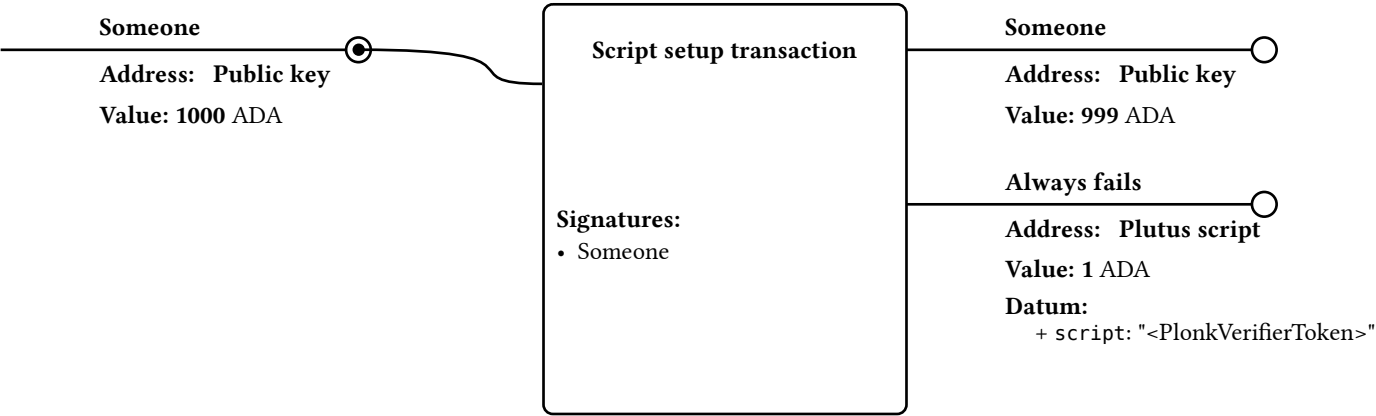 Someone
Address: Public key
Value: 1000 ADA
Script setup transaction
Signatures:
• Someone
Someone
Address: Public key
Value: 999 ADA
Always fails
Address: Plutus script
Value: 1 ADA
Datum:
+ script: "<PlonkVerifierToken>"